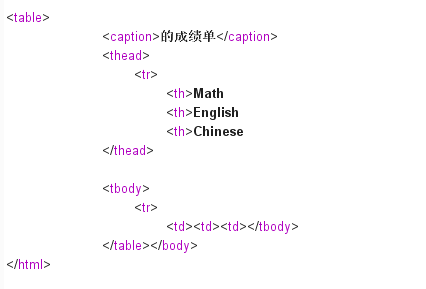 <table>
<caption>的成绩单</caption>
<thead>
<tr>
<th>Math
<th>English
<th>Chinese
</thead>
<tbody>
<tr>
<td><td><td></tbody>
</table></body>
</html>